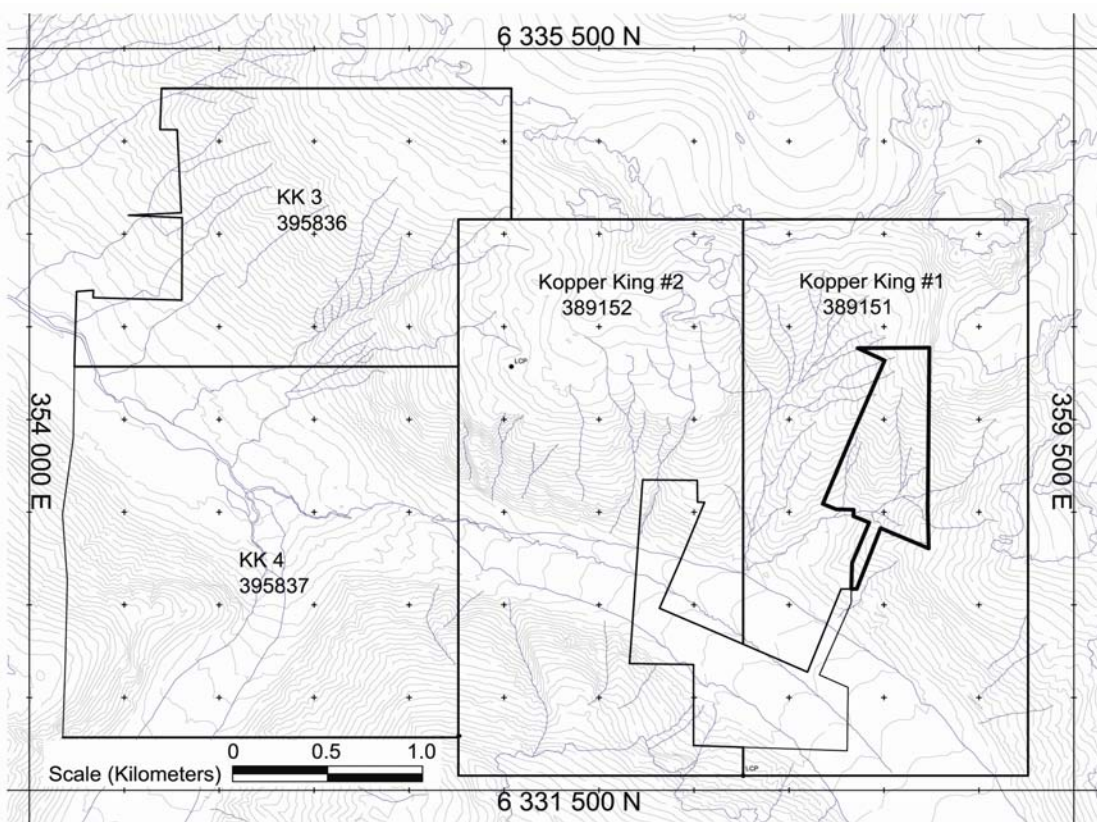 6 335 500 N
KK 3
395836
Kopper King #2
389152
Kopper King #1
389151
LCP
354 000 E
359 500 E
KK 4
395837
0 0.5 1.0
Scale (Kilometers)
LCP
6 331 500 N